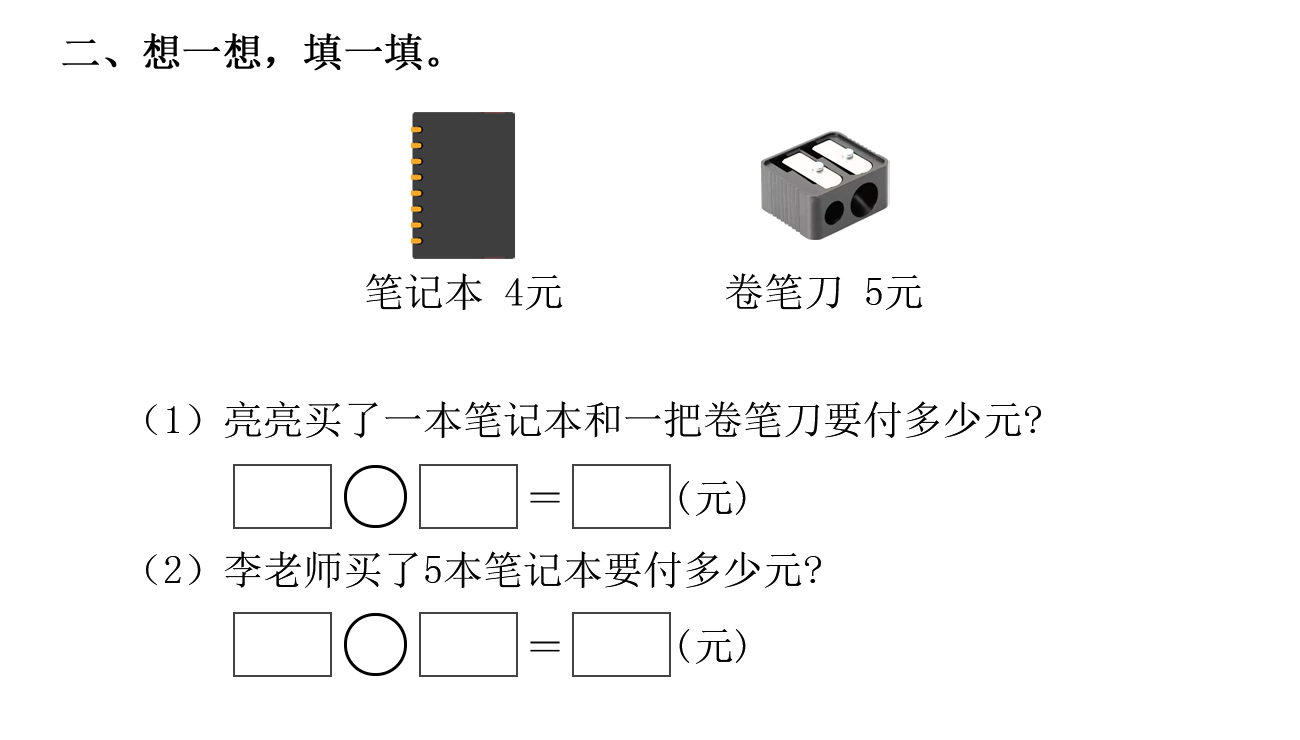 二、想一想，填一填。
笔记本 4元 卷笔刀 5元
（1）亮亮买了一本笔记本和一把卷笔刀要付多少元?
=(元)
（2）李老师买了5本笔记本要付多少元?
=(元)